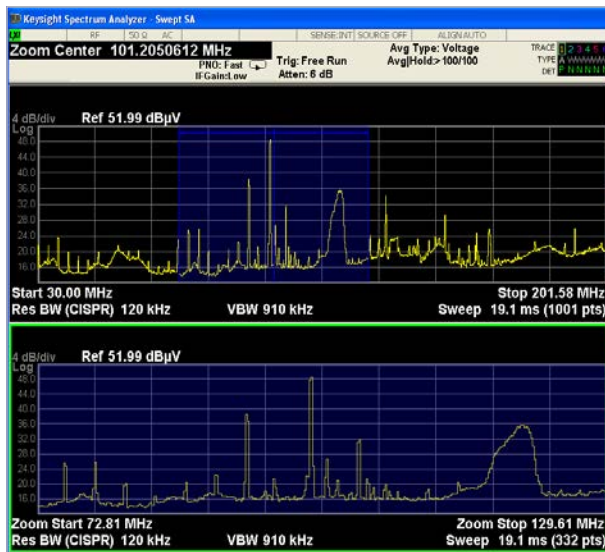 Keysight Spectrum Analyzer - Swept SA
RF 50 Ω AC SENSE:INT SOURCE OFF ALIGN AUTO
Zoom Center 101.2050612 MHz
PNO: Fast
IFGain:Low
Trig: Free Run
Atten: 6 dB
Avg Type: Voltage
Avg|Hold:> 100/100
TRACE 1 2 3 4 5
TYPE A
DET P N N N N
4 dB/div Ref 51.99 dBµV
Log
48.0
44.0
40.0
36.0
32.0
28.0
24.0
20.0
16.0
Start 30.00 MHz Stop 201.58 MHz
Res BW (CISPR) 120 kHz VBW 910 kHz Sweep 19.1 ms (1001 pts)
4 dB/div Ref 51.99 dBµV
Log
48.0
44.0
40.0
36.0
32.0
28.0
24.0
20.0
16.0
Zoom Start 72.81 MHz Zoom Stop 129.61 MHz
Res BW (CISPR) 120 kHz VBW 910 kHz Sweep 19.1 ms (332 pts)